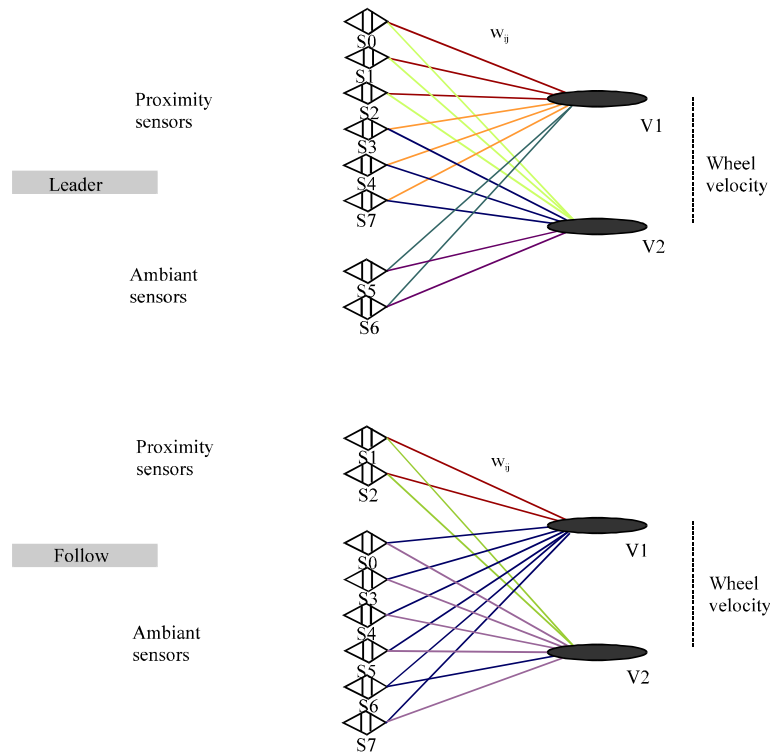 S0
w_ij
S1
Proximity
sensors
S2
V1
S3
Wheel
velocity
S4
Leader
S7
V2
Ambiant
sensors
S5
S6
Proximity
sensors
S1
w_ij
S2
V1
Follow
S0
Wheel
velocity
S3
Ambiant
sensors
S4
S5
V2
S6
S7